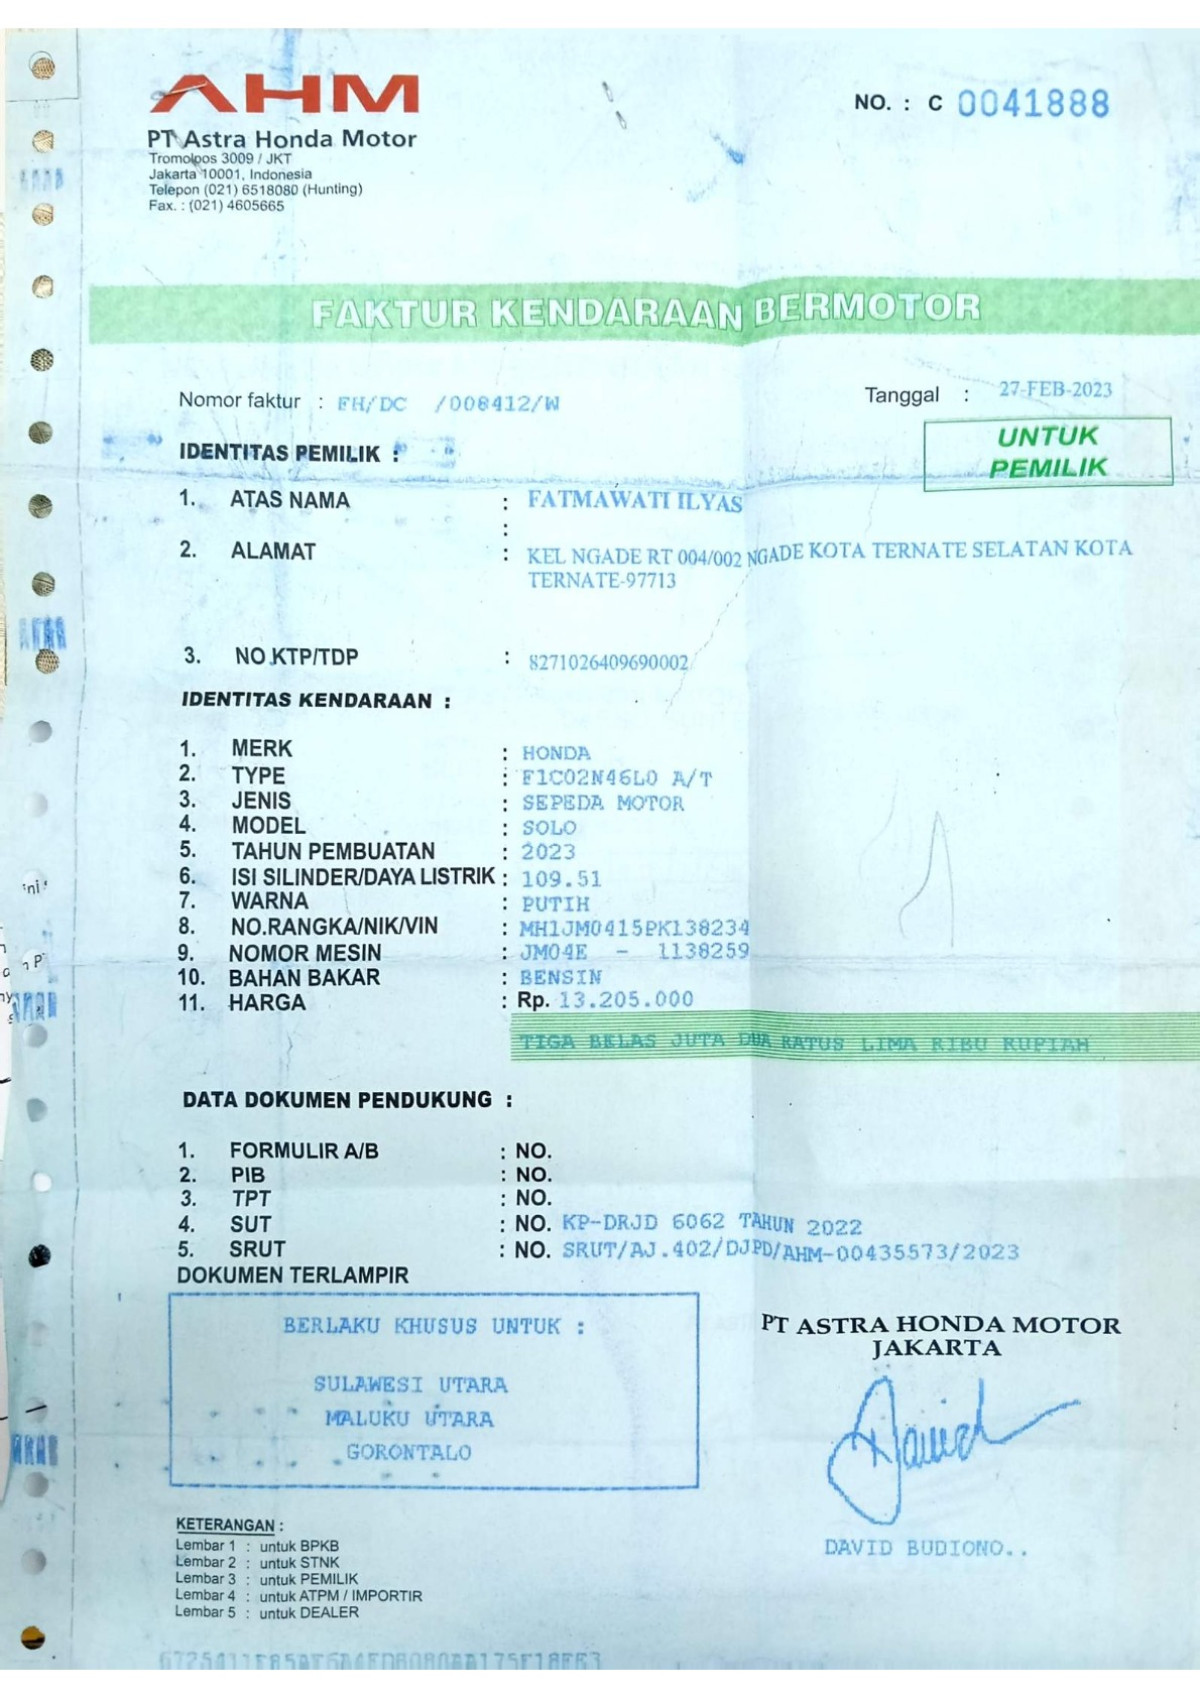 AHM
NO. : C 0041888
PT Astra Honda Motor
Tromolpos 3009 / JKT
Jakarta 10001, Indonesia
Telepon (021) 6518080 (Hunting)
Fax. : (021) 4605665
FAKTUR KENDARAAN BERMOTOR
Nomor faktur : FH/DC /008412/W
Tanggal : 27-FEB-2023
UNTUK
PEMILIK
IDENTITAS PEMILIK :
1. ATAS NAMA : FATMAWATI ILYAS
:
2. ALAMAT : KEL NGADE RT 004/002 NGADE KOTA TERNATE SELATAN KOTA
TERNATE-97713
3. NO KTP/TDP : 8271026409690002
IDENTITAS KENDARAAN :
1. MERK : HONDA
2. TYPE : F1C02N46L0 A/T
3. JENIS : SEPEDA MOTOR
4. MODEL : SOLO
5. TAHUN PEMBUATAN : 2023
6. ISI SILINDER/DAYA LISTRIK : 109.51
7. WARNA : PUTIH
8. NO.RANGKA/NIK/VIN : MH1JM0415PK138234
9. NOMOR MESIN : JM04E - 1138259
10. BAHAN BAKAR : BENSIN
11. HARGA : Rp. 13.205.000
TIGA BELAS JUTA DUA RATUS LIMA RIBU RUPIAH
DATA DOKUMEN PENDUKUNG :
1. FORMULIR A/B : NO.
2. PIB : NO.
3. TPT : NO.
4. SUT : NO. KP-DRJD 6062 TAHUN 2022
5. SRUT : NO. SRUT/AJ.402/DJPD/AHM-00435573/2023
DOKUMEN TERLAMPIR
BERLAKU KHUSUS UNTUK :
SULAWESI UTARA
MALUKU UTARA
GORONTALO
PT ASTRA HONDA MOTOR
JAKARTA
David
DAVID BUDIONO..
KETERANGAN :
Lembar 1 : untuk BPKB
Lembar 2 : untuk STNK
Lembar 3 : untuk PEMILIK
Lembar 4 : untuk ATPM / IMPORTIR
Lembar 5 : untuk DEALER